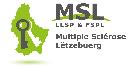 MSL
LLSP & FSPL
Multiple Sclérose
Lëtzebuerg